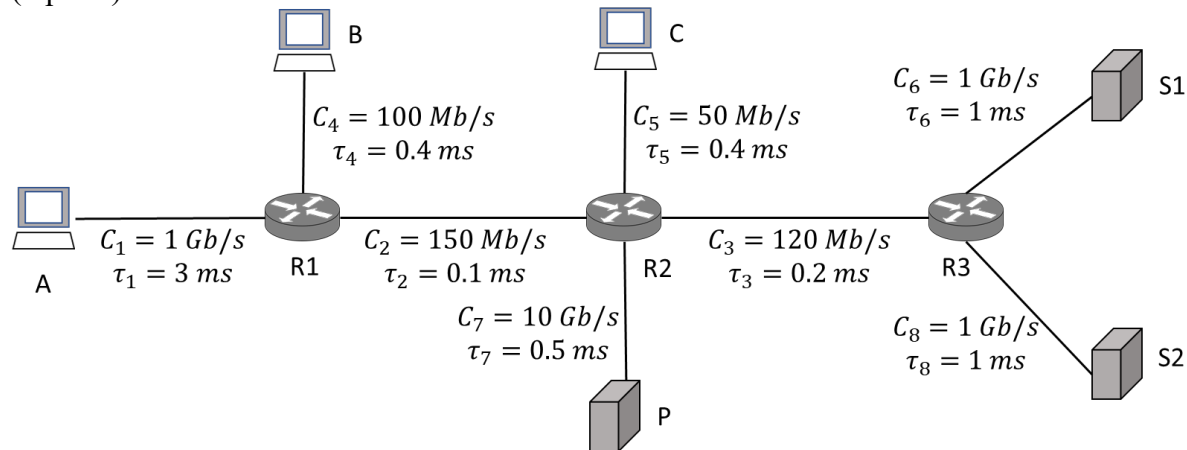 B
C
C₆ = 1 Gb/s
τ₆ = 1 ms
S1
C₄ = 100 Mb/s
τ₄ = 0.4 ms
C₅ = 50 Mb/s
τ₅ = 0.4 ms
C₁ = 1 Gb/s
τ₁ = 3 ms
A
R1
C₂ = 150 Mb/s
τ₂ = 0.1 ms
R2
C₃ = 120 Mb/s
τ₃ = 0.2 ms
R3
C₇ = 10 Gb/s
τ₇ = 0.5 ms
P
C₈ = 1 Gb/s
τ₈ = 1 ms
S2